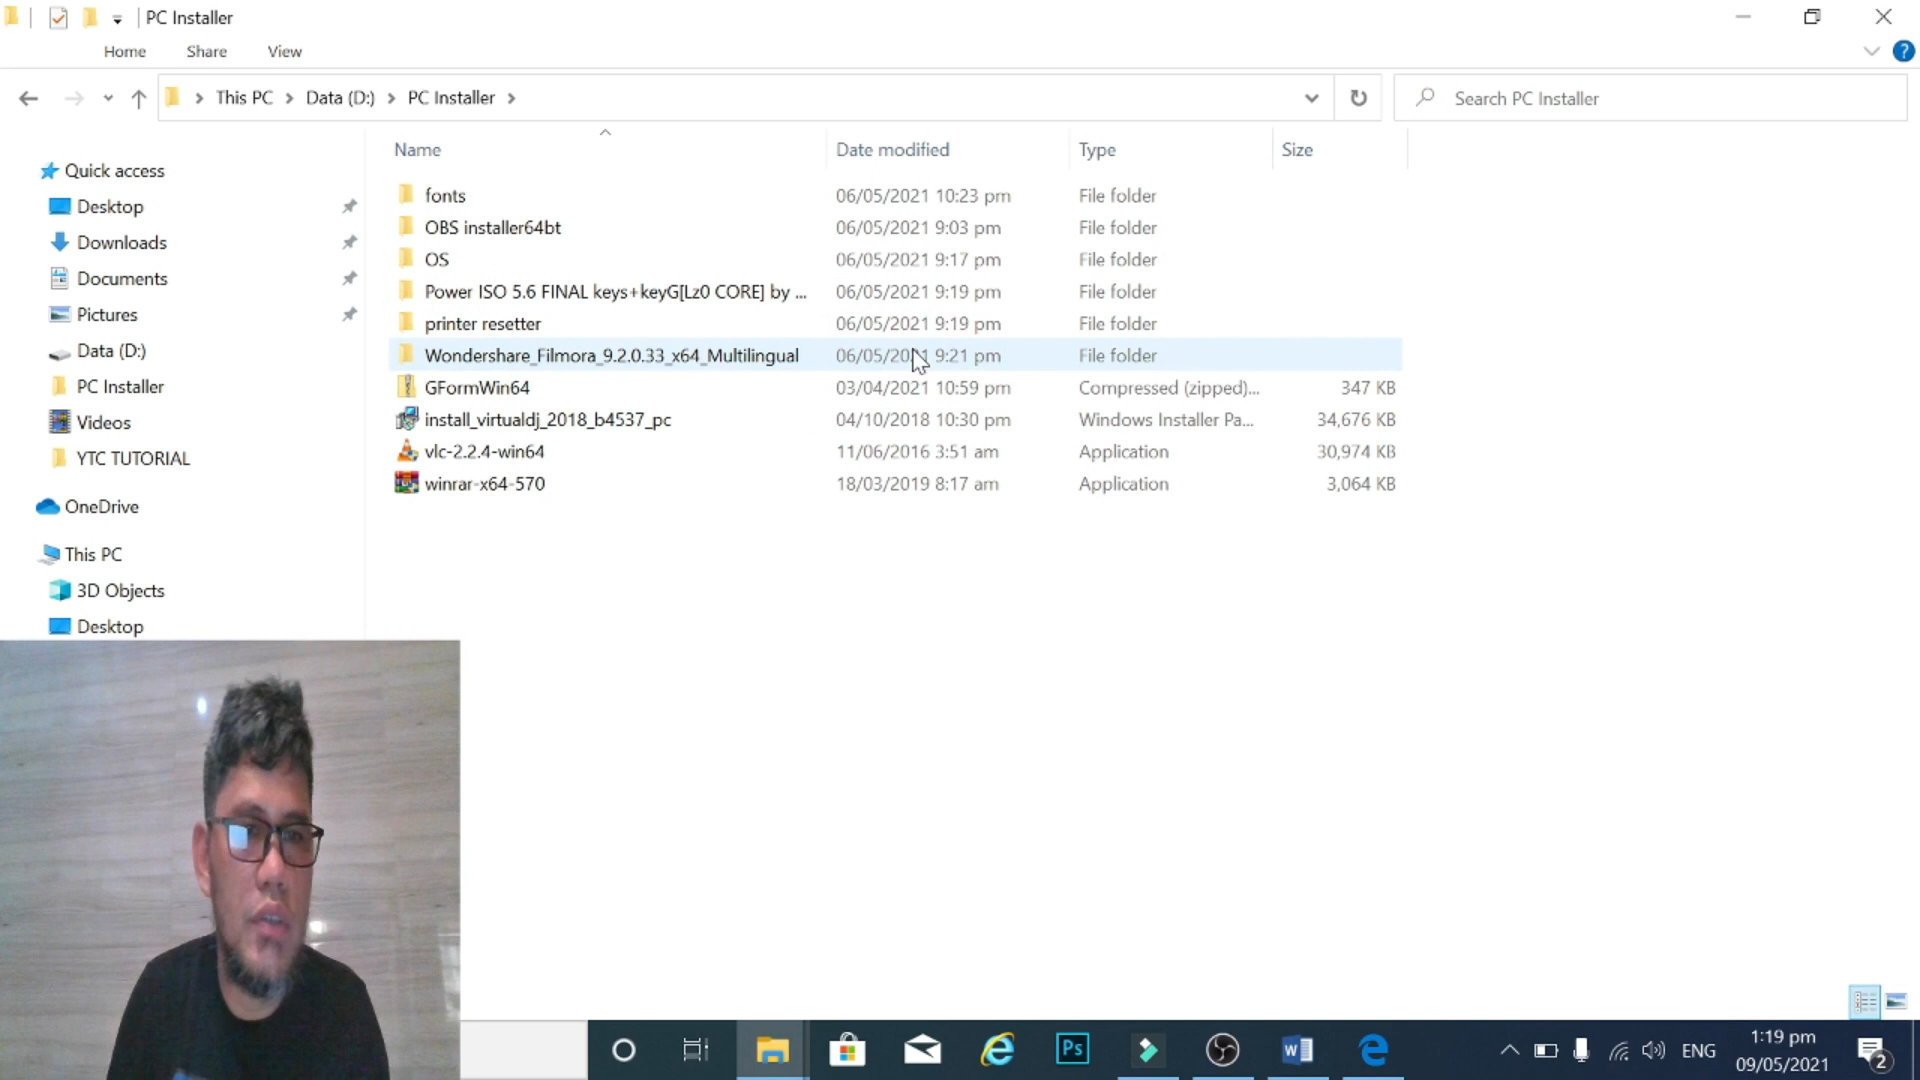 PC Installer
Home Share View
This PC Data (D:) PC Installer Search PC Installer
Name Date modified Type Size
Quick access
Desktop
Downloads
Documents
Pictures
Data (D:)
PC Installer
Videos
YTC TUTORIAL
OneDrive
This PC
3D Objects
Desktop
fonts 06/05/2021 10:23 pm File folder
OBS installer64bt 06/05/2021 9:03 pm File folder
OS 06/05/2021 9:17 pm File folder
Power ISO 5.6 FINAL keys+keyG[Lz0 CORE] by ... 06/05/2021 9:19 pm File folder
printer resetter 06/05/2021 9:19 pm File folder
Wondershare_Filmora_9.2.0.33_x64_Multilingual 06/05/2021 9:21 pm File folder
GFormWin64 03/04/2021 10:59 pm Compressed (zipped)... 347 KB
install_virtualdj_2018_b4537_pc 04/10/2018 10:30 pm Windows Installer Pa... 34,676 KB
vlc-2.2.4-win64 11/06/2016 3:51 am Application 30,974 KB
winrar-x64-570 18/03/2019 8:17 am Application 3,064 KB
Ps
W
ENG
1:19 pm
09/05/2021
2